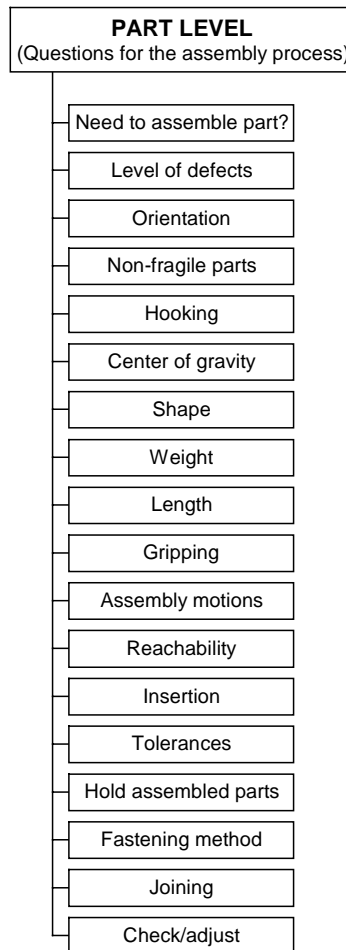 PART LEVEL
(Questions for the assembly process)
Need to assemble part?
Level of defects
Orientation
Non-fragile parts
Hooking
Center of gravity
Shape
Weight
Length
Gripping
Assembly motions
Reachability
Insertion
Tolerances
Hold assembled parts
Fastening method
Joining
Check/adjust